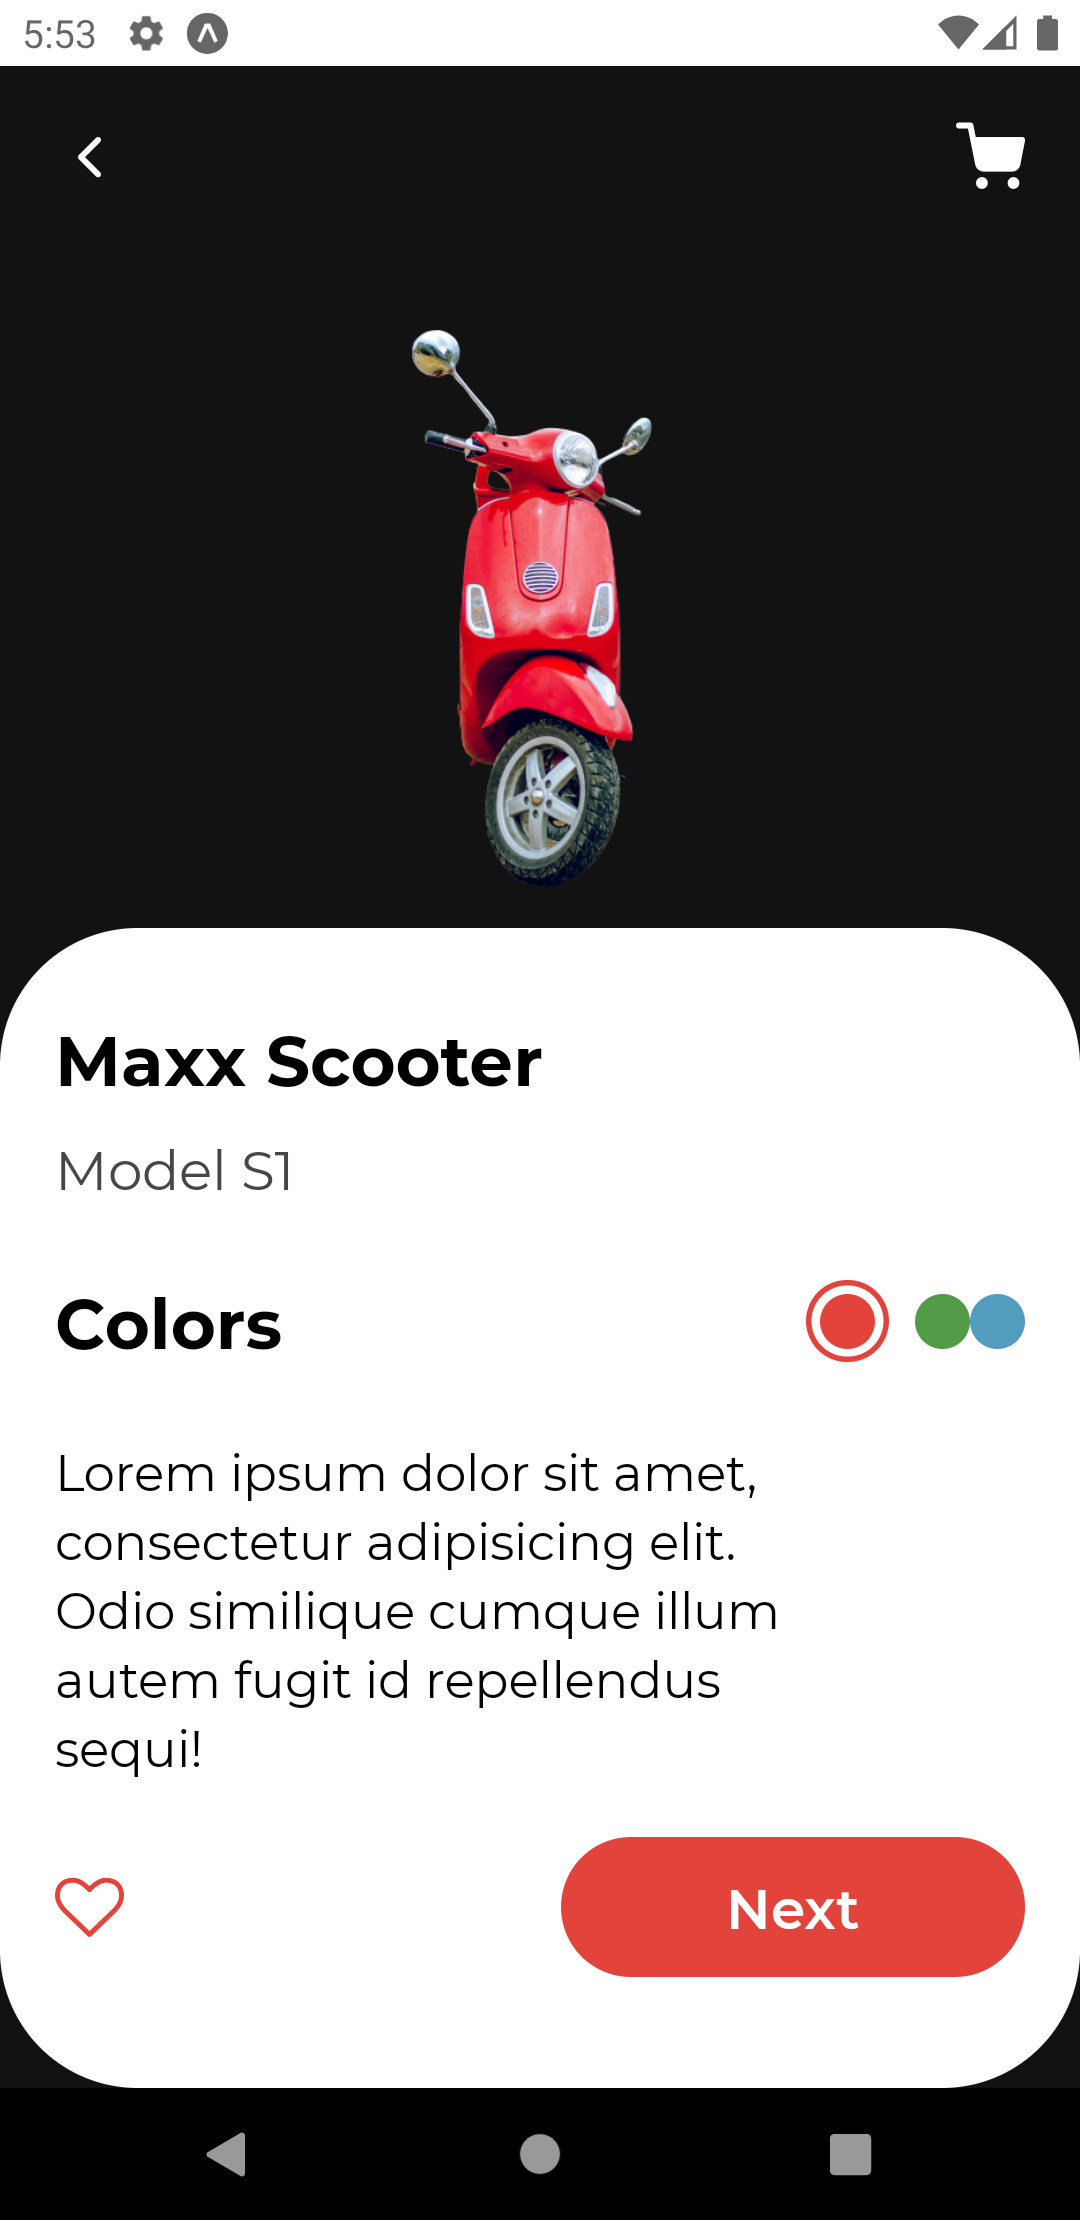 5:53
Maxx Scooter
Model S1
Colors
Lorem ipsum dolor sit amet,
consectetur adipisicing elit.
Odio similique cumque illum
autem fugit id repellendus
sequi!
Next